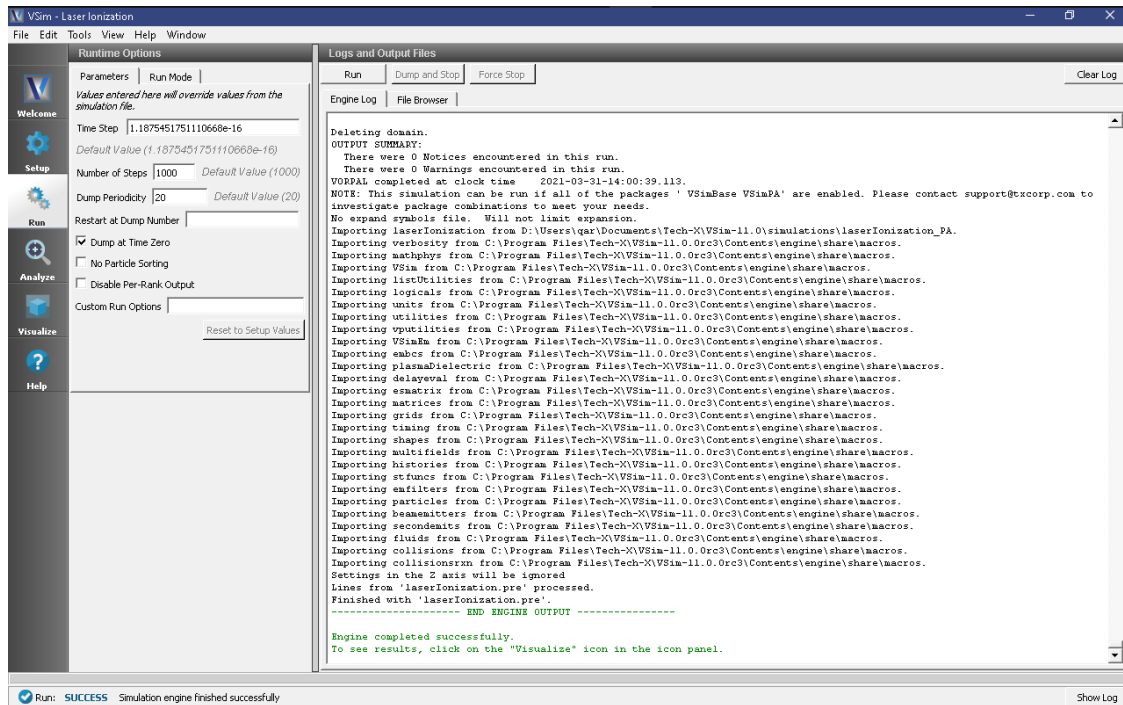 VSim - Laser Ionization
File Edit Tools View Help Window
Welcome
Setup
Run
Analyze
Visualize
Help
Runtime Options
Parameters
Run Mode
Values entered here will override values from the
simulation file.
Time Step 1.1875451751110668e-16
Default Value (1.1875451751110668e-16)
Number of Steps 1000 Default Value (1000)
Dump Periodicity 20 Default Value (20)
Restart at Dump Number
Dump at Time Zero
No Particle Sorting
Disable Per-Rank Output
Custom Run Options
Reset to Setup Values
Logs and Output Files
Run Dump and Stop Force Stop Clear Log
Engine Log File Browser
Deleting domain.
OUTPUT SUMMARY:
There were 0 Notices encountered in this run.
There were 0 Warnings encountered in this run.
VORPAL completed at clock time 2021-03-31-14:00:39.113.
NOTE: This simulation can be run if all of the packages ' VSimBase VSimPA' are enabled. Please contact support@txcorp.com to
investigate package combinations to meet your needs.
No expand symbols file. Will not limit expansion.
Importing laserIonization from D:\Users\qar\Documents\Tech-X\VSim-11.0\simulations\laserIonization_PA.
Importing verbosity from C:\Program Files\Tech-X\VSim-11.0.0rc3\Contents\engine\share\macros.
Importing mathphys from C:\Program Files\Tech-X\VSim-11.0.0rc3\Contents\engine\share\macros.
Importing VSim from C:\Program Files\Tech-X\VSim-11.0.0rc3\Contents\engine\share\macros.
Importing listUtilities from C:\Program Files\Tech-X\VSim-11.0.0rc3\Contents\engine\share\macros.
Importing logicals from C:\Program Files\Tech-X\VSim-11.0.0rc3\Contents\engine\share\macros.
Importing units from C:\Program Files\Tech-X\VSim-11.0.0rc3\Contents\engine\share\macros.
Importing utilities from C:\Program Files\Tech-X\VSim-11.0.0rc3\Contents\engine\share\macros.
Importing vputilities from C:\Program Files\Tech-X\VSim-11.0.0rc3\Contents\engine\share\macros.
Importing VSimEm from C:\Program Files\Tech-X\VSim-11.0.0rc3\Contents\engine\share\macros.
Importing embcs from C:\Program Files\Tech-X\VSim-11.0.0rc3\Contents\engine\share\macros.
Importing plasmaDielectric from C:\Program Files\Tech-X\VSim-11.0.0rc3\Contents\engine\share\macros.
Importing delayeval from C:\Program Files\Tech-X\VSim-11.0.0rc3\Contents\engine\share\macros.
Importing esmatrix from C:\Program Files\Tech-X\VSim-11.0.0rc3\Contents\engine\share\macros.
Importing matrices from C:\Program Files\Tech-X\VSim-11.0.0rc3\Contents\engine\share\macros.
Importing grids from C:\Program Files\Tech-X\VSim-11.0.0rc3\Contents\engine\share\macros.
Importing timing from C:\Program Files\Tech-X\VSim-11.0.0rc3\Contents\engine\share\macros.
Importing shapes from C:\Program Files\Tech-X\VSim-11.0.0rc3\Contents\engine\share\macros.
Importing multifields from C:\Program Files\Tech-X\VSim-11.0.0rc3\Contents\engine\share\macros.
Importing histories from C:\Program Files\Tech-X\VSim-11.0.0rc3\Contents\engine\share\macros.
Importing stfuncs from C:\Program Files\Tech-X\VSim-11.0.0rc3\Contents\engine\share\macros.
Importing emfilters from C:\Program Files\Tech-X\VSim-11.0.0rc3\Contents\engine\share\macros.
Importing particles from C:\Program Files\Tech-X\VSim-11.0.0rc3\Contents\engine\share\macros.
Importing beamemitters from C:\Program Files\Tech-X\VSim-11.0.0rc3\Contents\engine\share\macros.
Importing secondemits from C:\Program Files\Tech-X\VSim-11.0.0rc3\Contents\engine\share\macros.
Importing fluids from C:\Program Files\Tech-X\VSim-11.0.0rc3\Contents\engine\share\macros.
Importing collisions from C:\Program Files\Tech-X\VSim-11.0.0rc3\Contents\engine\share\macros.
Importing collisionsrxn from C:\Program Files\Tech-X\VSim-11.0.0rc3\Contents\engine\share\macros.
Settings in the Z axis will be ignored
Lines from 'laserIonization.pre' processed.
Finished with 'laserIonization.pre'.
-------------------- END ENGINE OUTPUT ---------------
Engine completed successfully.
To see results, click on the "Visualize" icon in the icon panel.
Run: SUCCESS Simulation engine finished successfully
Show Log